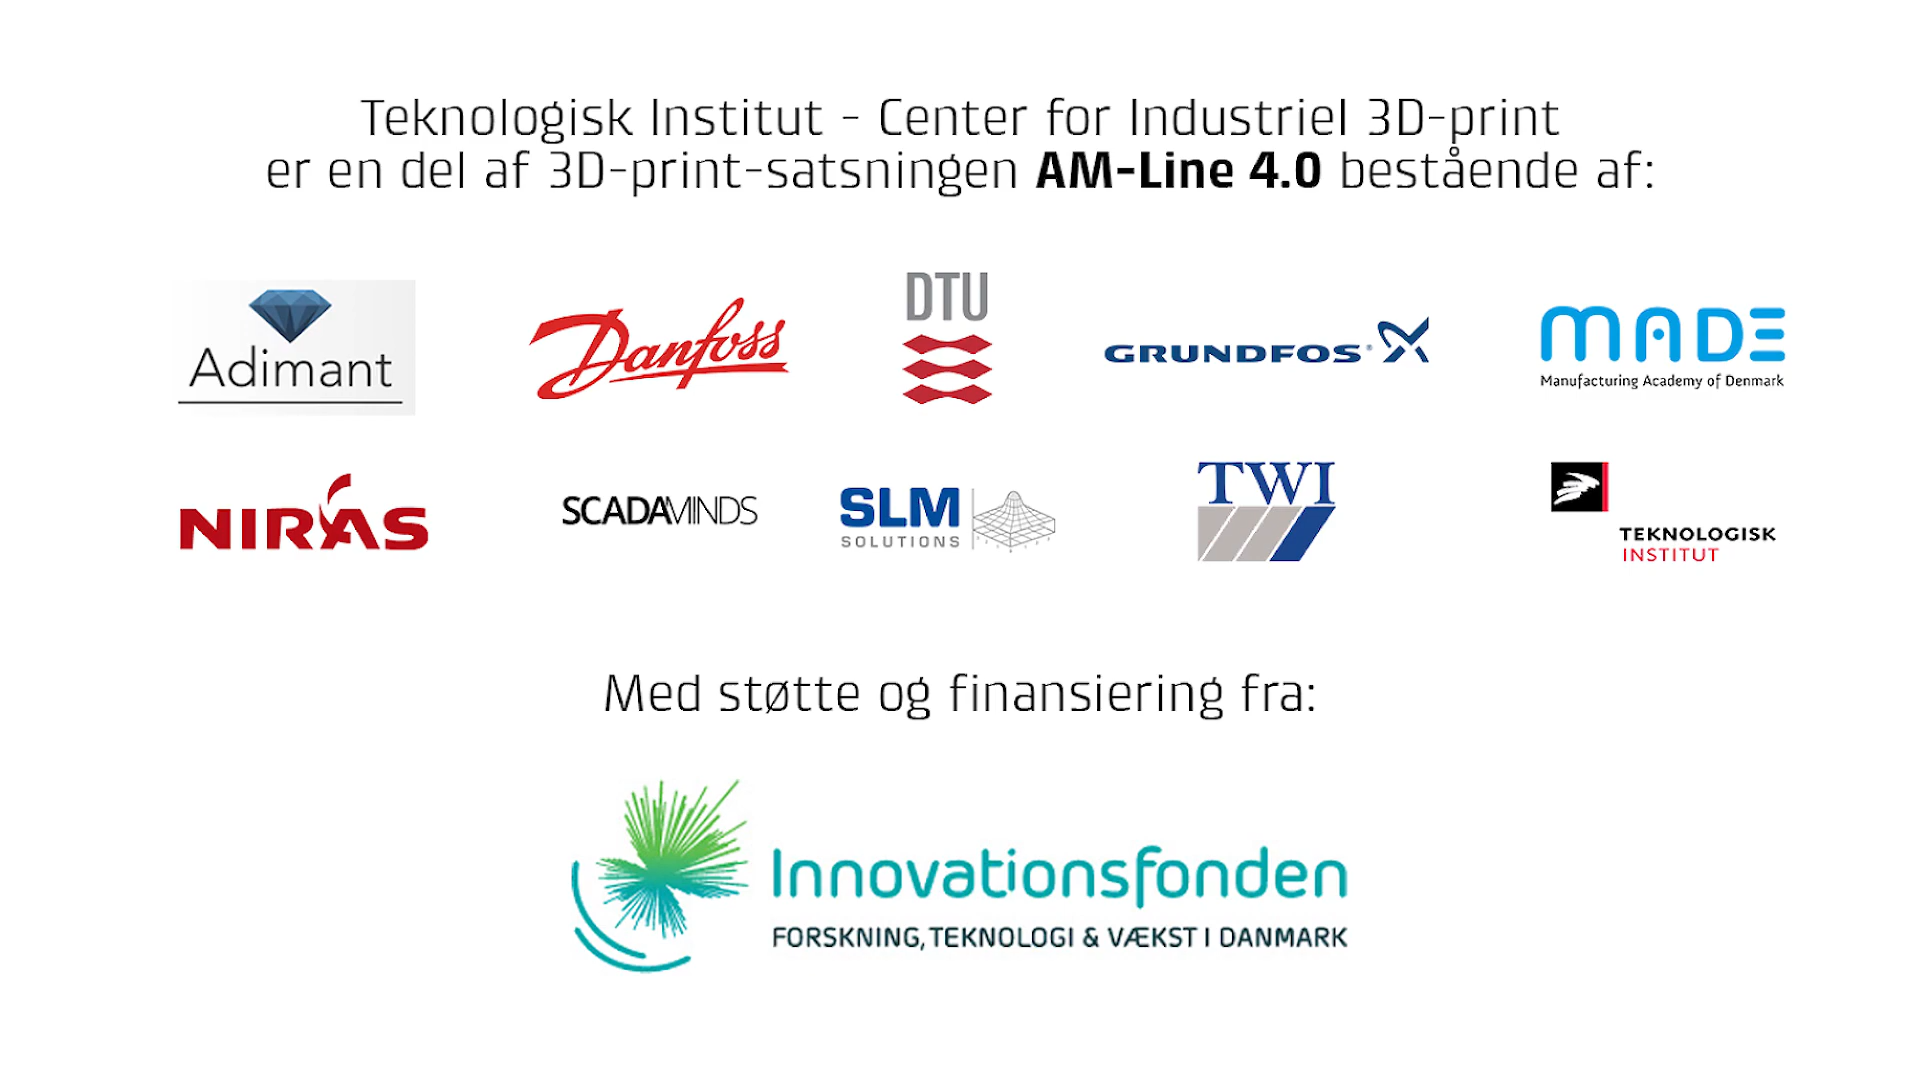 Teknologisk Institut - Center for Industriel 3D-print
er en del af 3D-print-satsningen AM-Line 4.0 bestående af:
Adimant
Danfoss
DTU
GRUNDFOS
MADE
Manufacturing Academy of Denmark
NIRAS
SCADAMINDS
SLM
SOLUTIONS
TWI
TEKNOLOGISK
INSTITUT
Med støtte og finansiering fra:
Innovationsfonden
FORSKNING, TEKNOLOGI & VÆKST I DANMARK